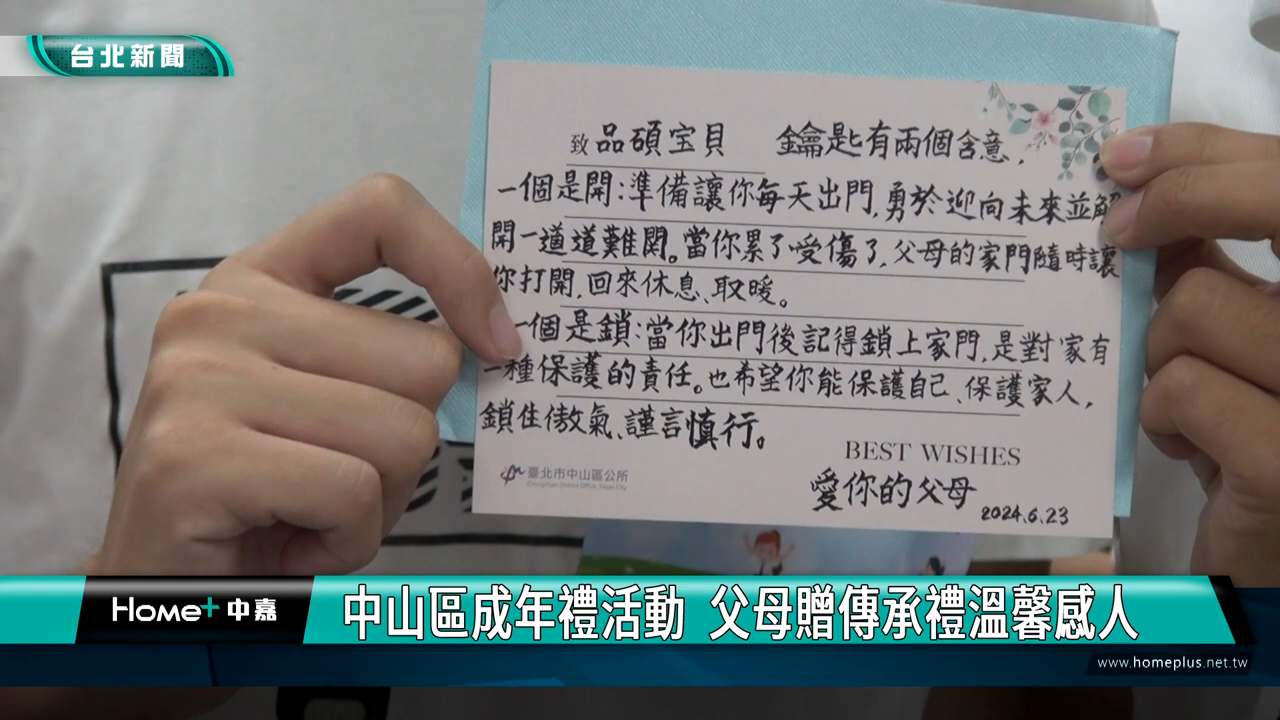 台北新聞
致 品碩宝貝 鑰匙有兩個含意,
一個是開:準備讓你每天出門,勇於迎向未來並解
開一道道難關。當你累了受傷了,父母的家門隨時讓
你打開,回來休息、取暖。
一個是鎖:當你出門後記得鎖上家門,是對家有
一種保護的責任。也希望你能保護自己、保護家人,
鎖住傲氣、謹言慎行。
BEST WISHES
臺北市中山區公所
Zhongshan District Office, Taipei City
愛你的父母
2024.6.23
Home+ 中嘉
中山區成年禮活動 父母贈傳承禮溫馨感人
www.homeplus.net.tw